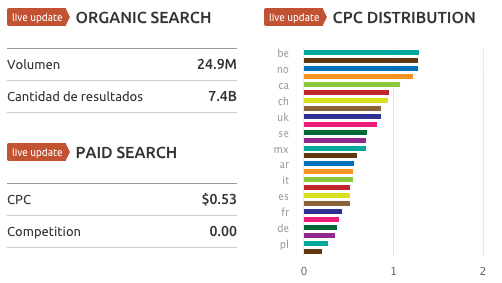 live update ORGANIC SEARCH
Volumen 24.9M
Cantidad de resultados 7.4B
live update PAID SEARCH
CPC $0.53
Competition 0.00
live update CPC DISTRIBUTION
be
no
ca
ch
uk
se
mx
ar
it
es
fr
de
pl
0 1 2